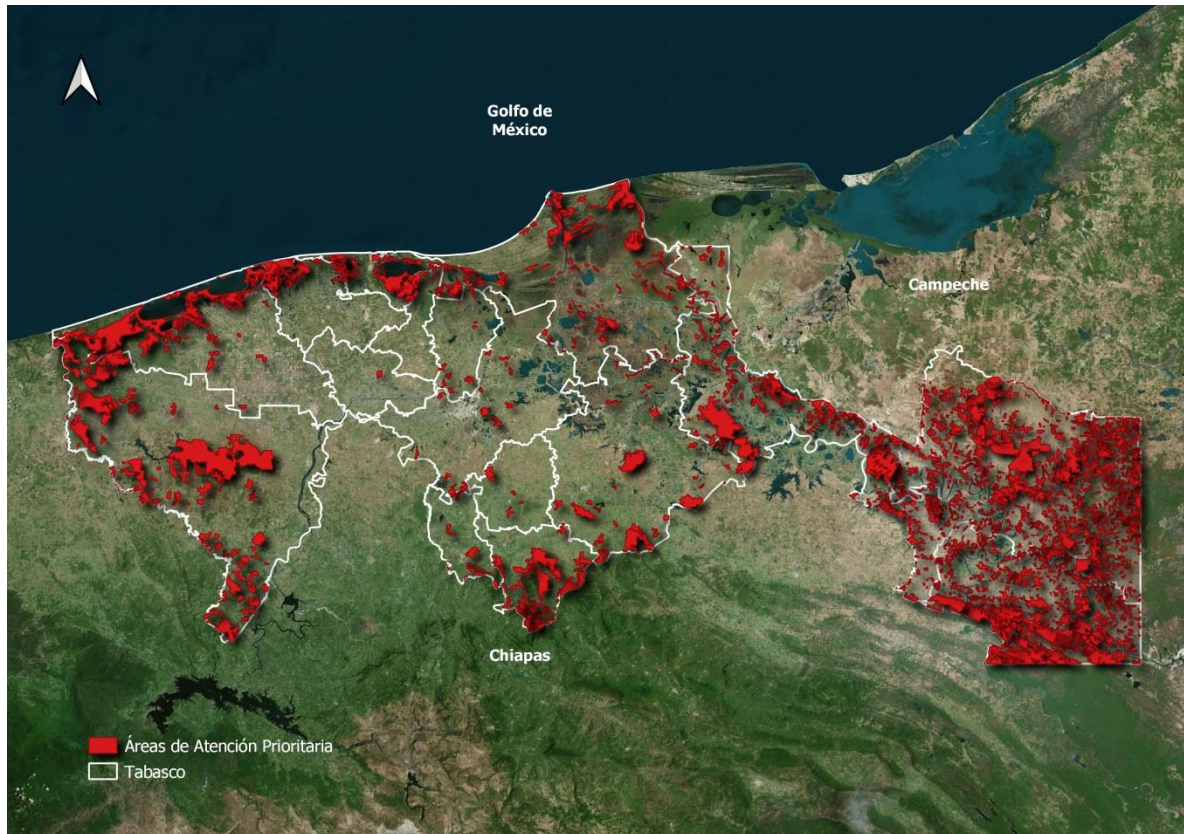 Golfo de
México
Campeche
Chiapas
Áreas de Atención Prioritaria
Tabasco